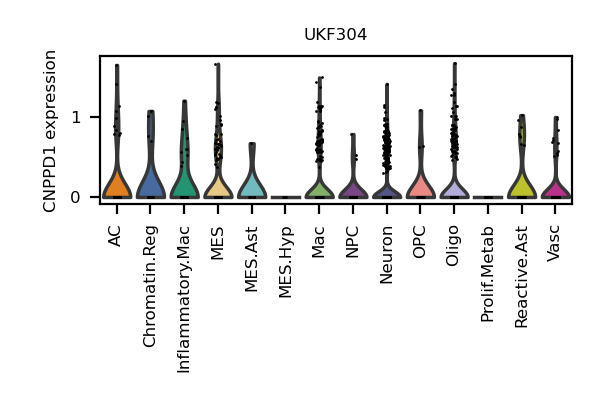 UKF304
CNPPD1 expression
1
0
AC
Chromatin.Reg
Inflammatory.Mac
MES
MES.Ast
MES.Hyp
Mac
NPC
Neuron
OPC
Oligo
Prolif.Metab
Reactive.Ast
Vasc